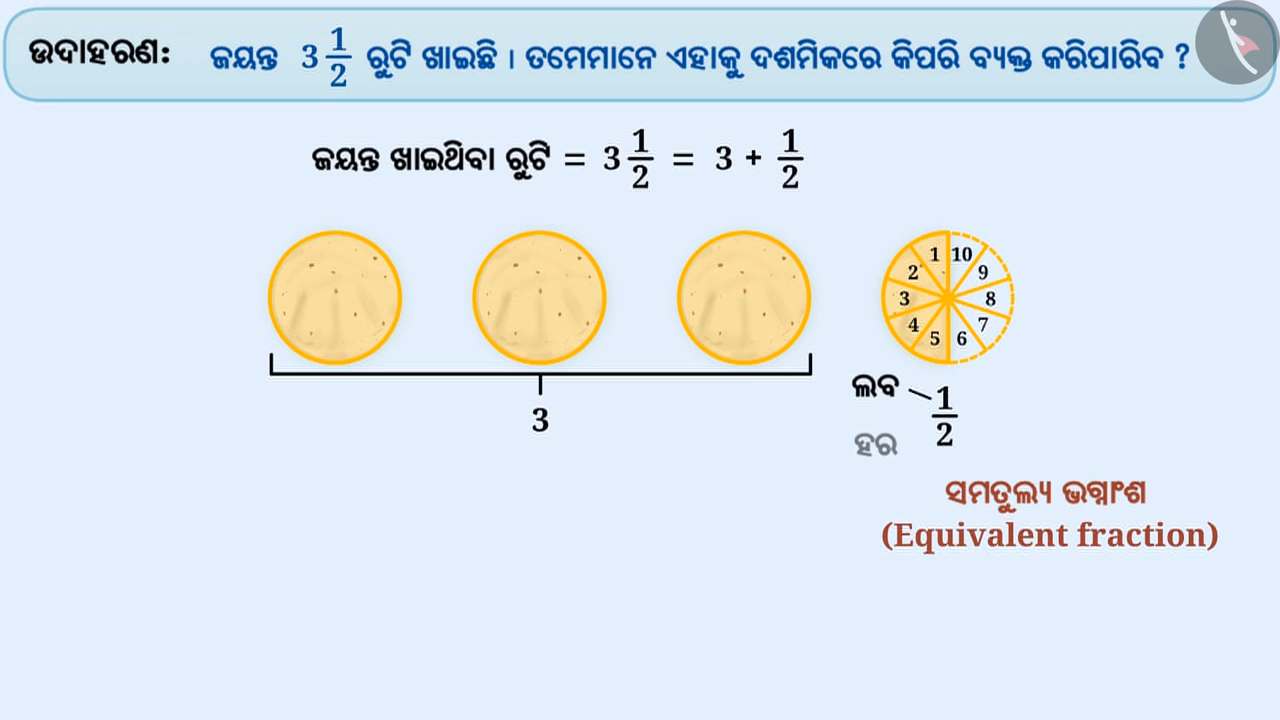 ଉଦାହରଣ: ଜୟନ୍ତ 3 1/2 ରୁଟି ଖାଇଛି । ତମେମାନେ ଏହାକୁ ଦଶମିକରେ କିପରି ବ୍ୟକ୍ତ କରିପାରିବ ?
ଜୟନ୍ତ ଖାଇଥିବା ରୁଟି = 3 1/2 = 3 + 1/2
1 10
2 9
3 8
4 7
5 6
3
ଲବ 1/2
ହର
ସମତୁଲ୍ୟ ଭଗ୍ନାଂଶ
(Equivalent fraction)